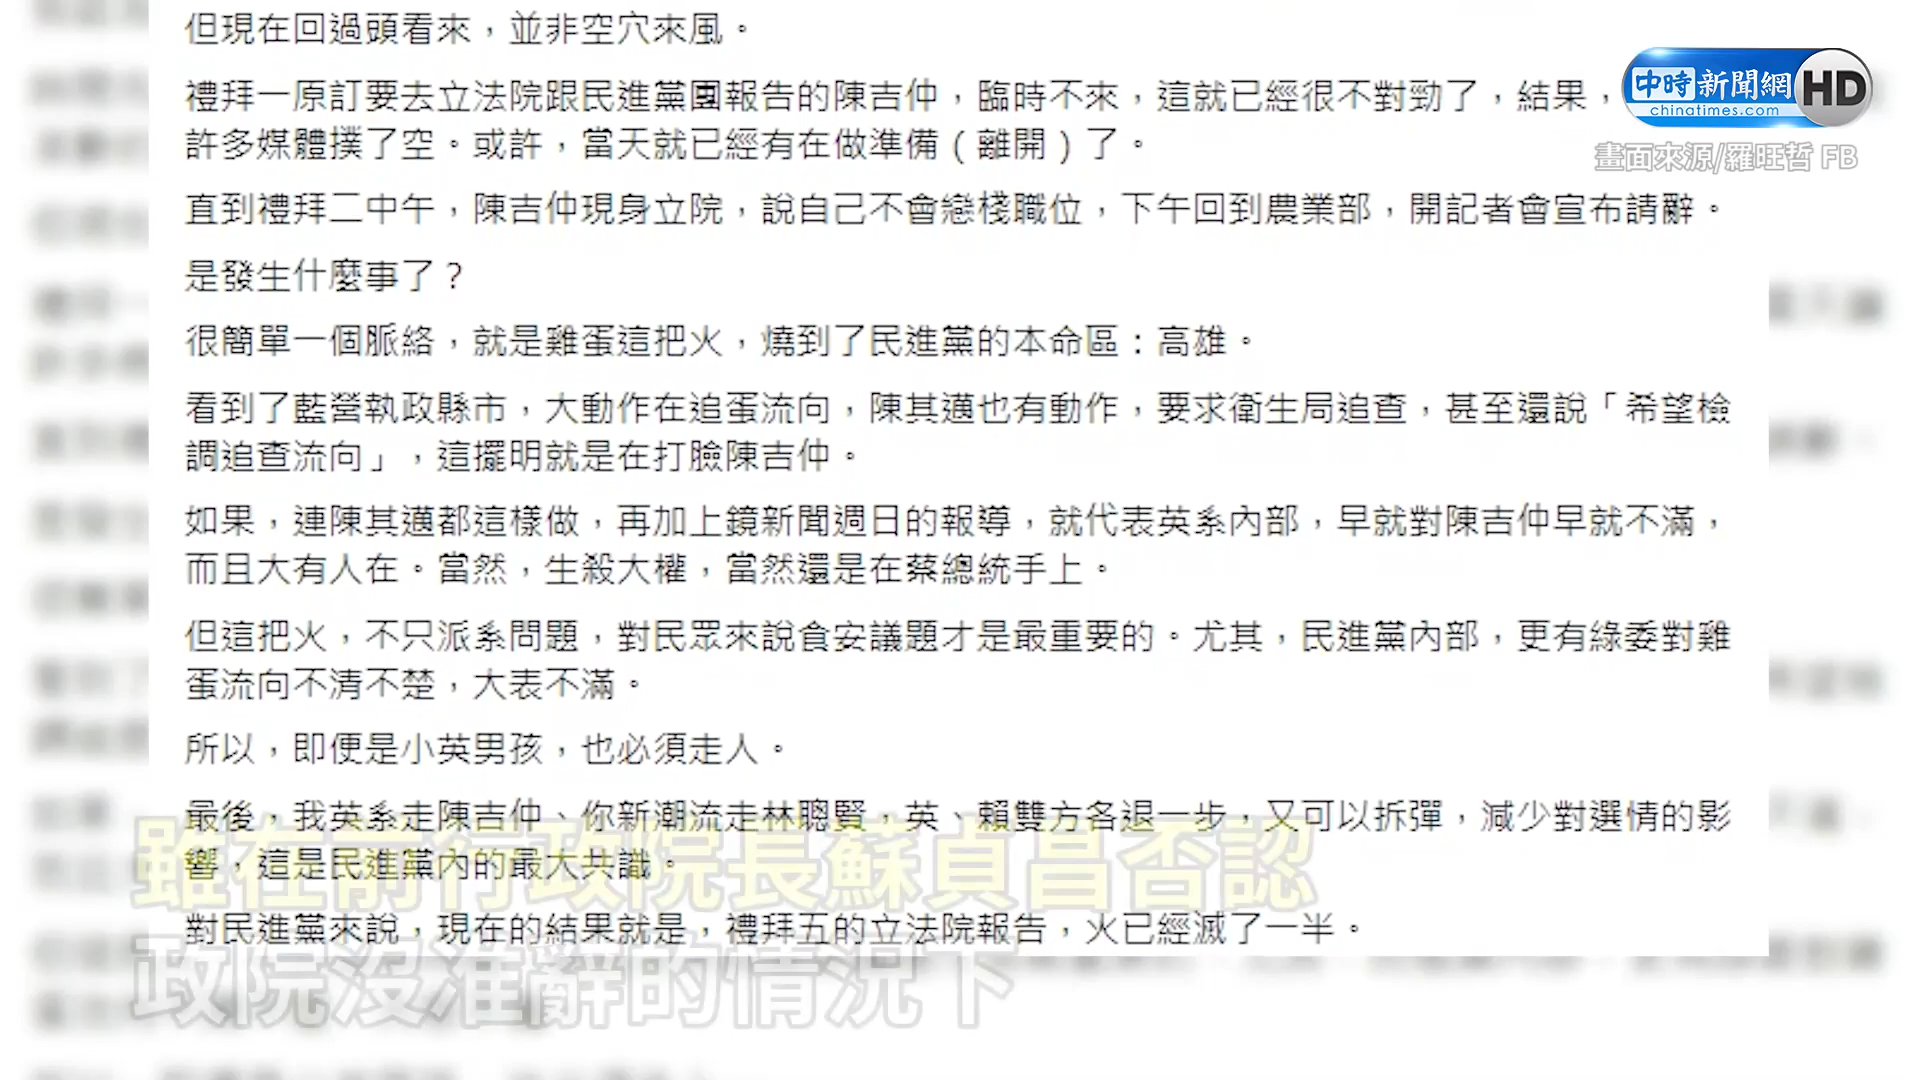 但現在回過頭看來，並非空穴來風。
禮拜一原訂要去立法院跟民進黨團報告的陳吉仲，臨時不來，這就已經很不對勁了，結果，
許多媒體撲了空。或許，當天就已經有在做準備（離開）了。
直到禮拜二中午，陳吉仲現身立院，說自己不會戀棧職位，下午回到農業部，開記者會宣布請辭。
是發生什麼事了？
很簡單一個脈絡，就是雞蛋這把火，燒到了民進黨的本命區：高雄。
看到了藍營執政縣市，大動作在追蛋流向，陳其邁也有動作，要求衛生局追查，甚至還說「希望檢
調追查流向」，這擺明就是在打臉陳吉仲。
如果，連陳其邁都這樣做，再加上鏡新聞週日的報導，就代表英系內部，早就對陳吉仲早就不滿，
而且大有人在。當然，生殺大權，當然還是在蔡總統手上。
但這把火，不只派系問題，對民眾來說食安議題才是最重要的。尤其，民進黨內部，更有綠委對雞
蛋流向不清不楚，大表不滿。
所以，即便是小英男孩，也必須走人。
最後，我英系走陳吉仲、你新潮流走林聰賢，英、賴雙方各退一步，又可以拆彈，減少對選情的影
響，這是民進黨內的最大共識。
對民進黨來說，現在的結果就是，禮拜五的立法院報告，火已經滅了一半。
中時新聞網 HD
chinatimes.com
畫面來源/羅旺哲 FB
雖在前行政院長蘇貞昌否認
政院沒准辭的情況下